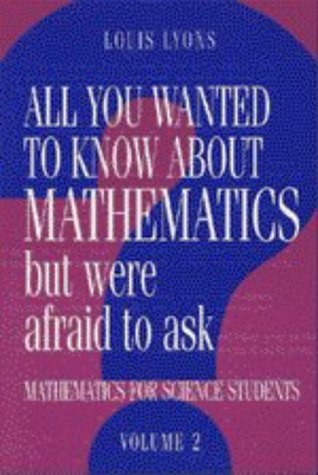 LOUIS LYONS
ALL YOU WANTED
TO KNOW ABOUT
MATHEMATICS
but were
afraid to ask
MATHEMATICS FOR SCIENCE STUDENTS
VOLUME 2